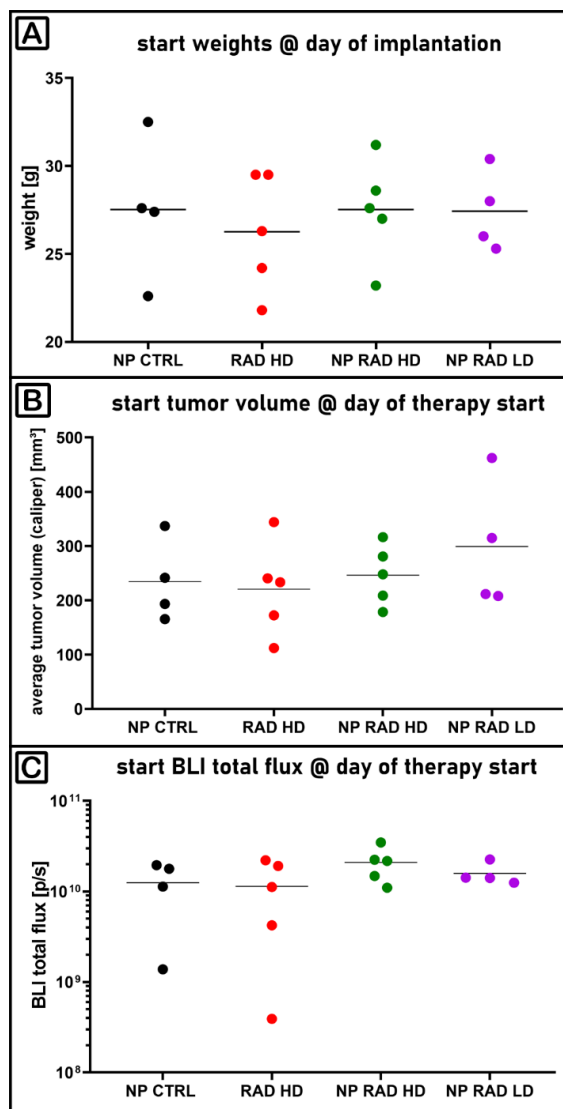 A
start weights @ day of implantation
35
30
25
20
weight [g]
NP CTRL RAD HD NP RAD HD NP RAD LD
B
start tumor volume @ day of therapy start
500
400
300
200
100
0
average tumor volume (caliper) [mm³]
NP CTRL RAD HD NP RAD HD NP RAD LD
C
start BLI total flux @ day of therapy start
10¹¹
10¹⁰
10⁹
10⁸
BLI total flux [p/s]
NP CTRL RAD HD NP RAD HD NP RAD LD